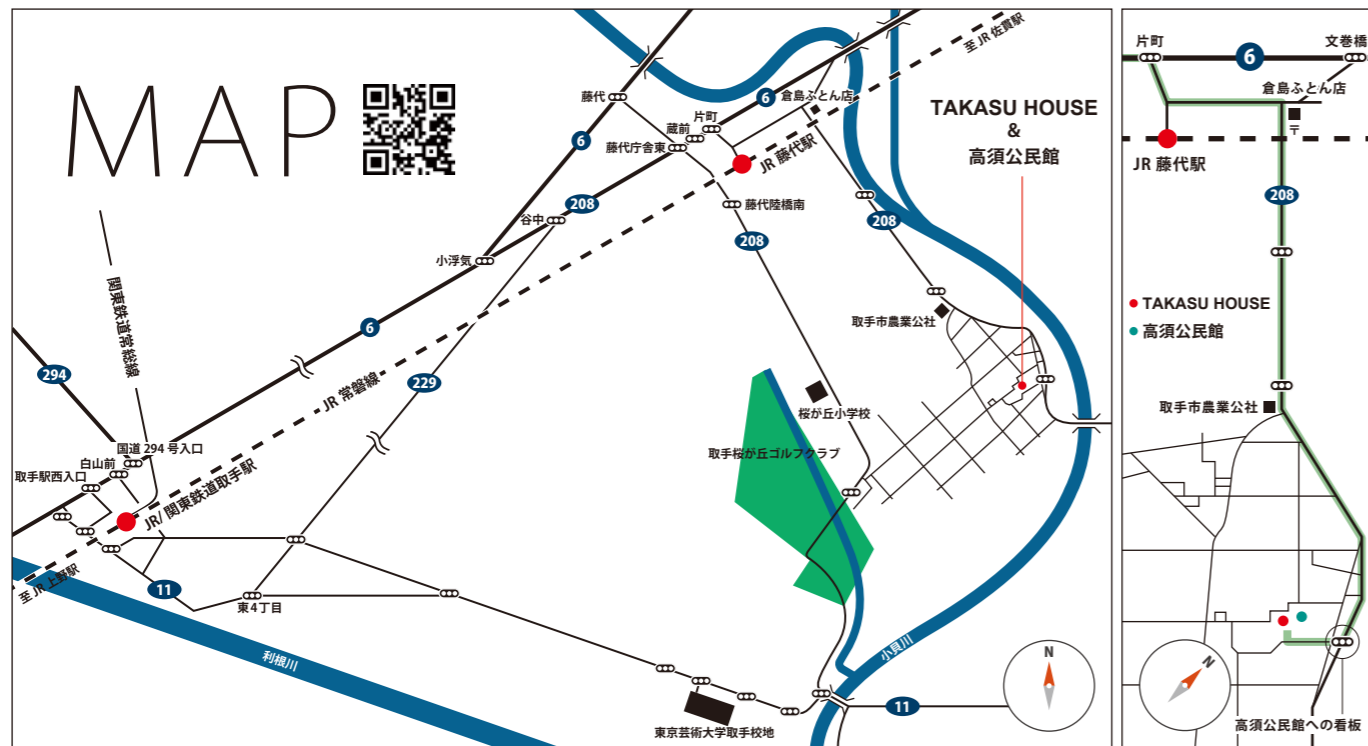 MAP
至 JR 佐貫駅
藤代
6
倉島ふとん店
片町
6
蔵前
藤代庁舎東
JR 藤代駅
TAKASU HOUSE
&
高須公民館
208
谷中
藤代陸橋南
208
208
小浮気
関東鉄道常総線
取手市農業公社
6
294
229
JR 常磐線
桜が丘小学校
取手桜が丘ゴルフクラブ
国道 294 号入口
白山前
取手駅西入口
JR/ 関東鉄道取手駅
至 JR 上野駅
11
東4丁目
利根川
小貝川
N
11
東京芸術大学取手校地
片町
6
文巻橋
倉島ふとん店
〒
JR 藤代駅
208
TAKASU HOUSE
高須公民館
取手市農業公社
N
高須公民館への看板